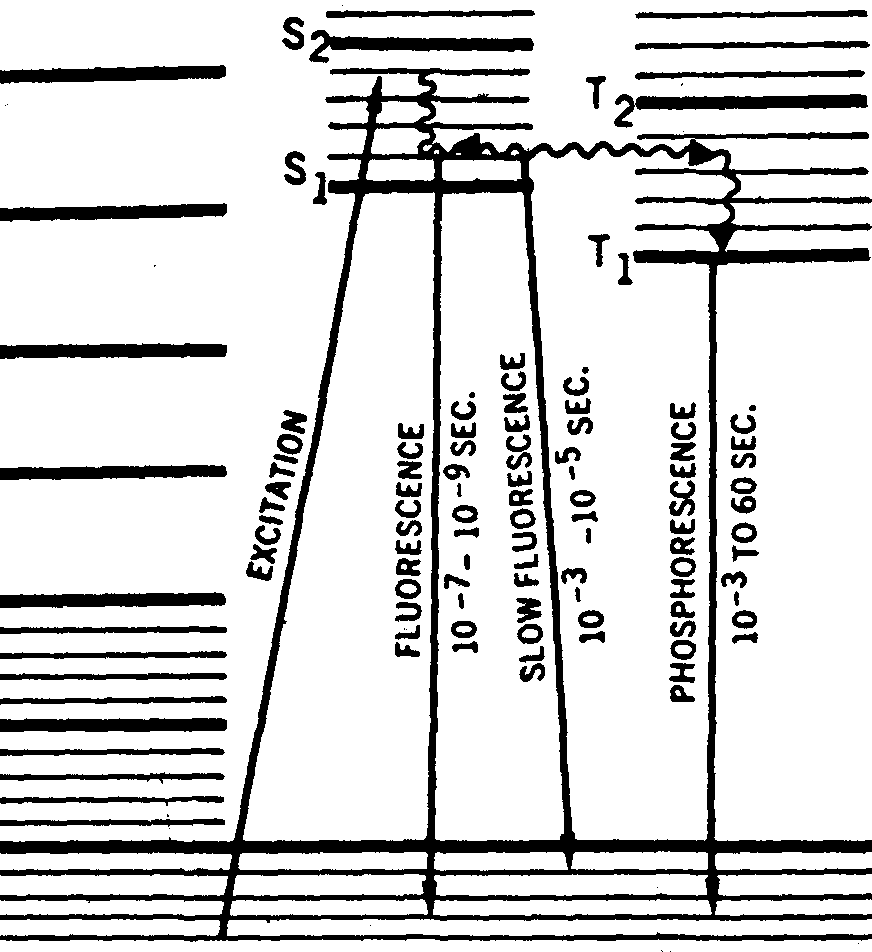 S2
T2
S1
T1
EXCITATION
FLUORESCENCE
10-7- 10-9 SEC.
SLOW FLUORESCENCE
10-3 -10-5 SEC.
PHOSPHORESCENCE
10-3 TO 60 SEC.